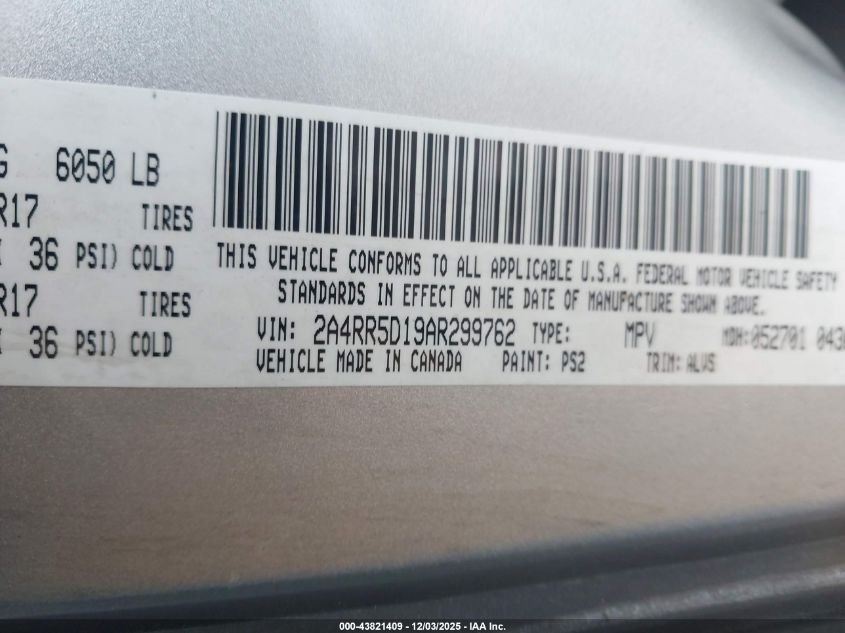 G 6050 LB
R17 TIRES
36 PSI) COLD
R17 TIRES
36 PSI) COLD
THIS VEHICLE CONFORMS TO ALL APPLICABLE U.S.A. FEDERAL MOTOR VEHICLE SAFETY
STANDARDS IN EFFECT ON THE DATE OF MANUFACTURE SHOWN ABOVE.
VIN: 2A4RR5D19AR299762 TYPE: MPV MDH:052701 043
VEHICLE MADE IN CANADA PAINT: PS2 TRIM: ALVS
000-43821409 - 12/03/2025 - IAA Inc.